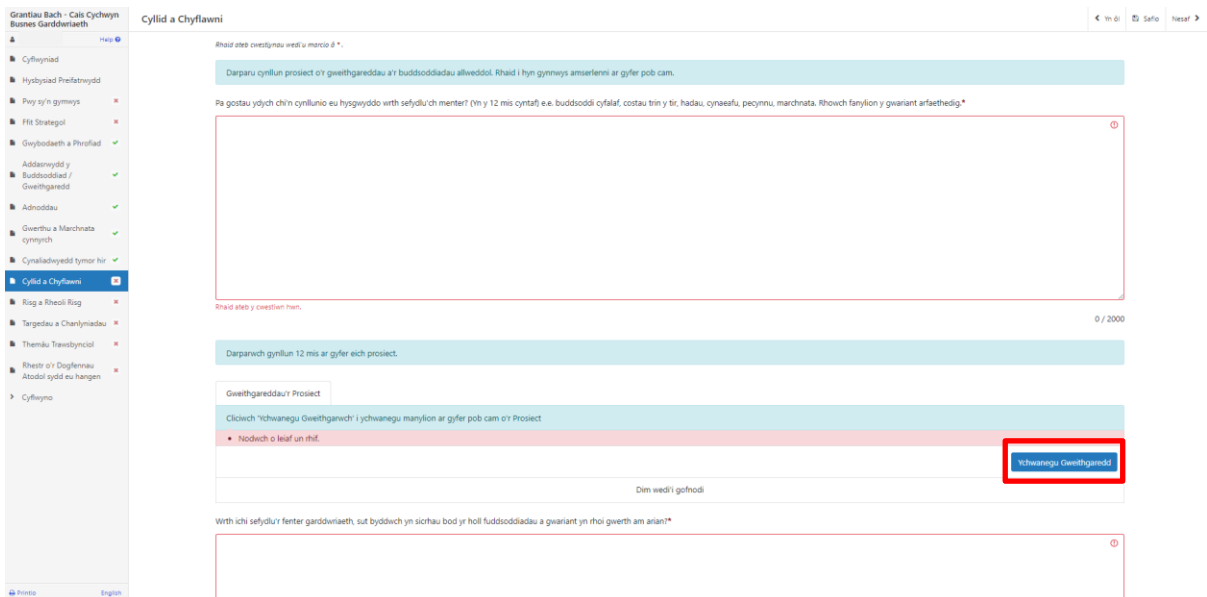 Grantiau Bach - Cais Cychwyn
Busnes Garddwriaeth
Help
Cyflwyniad
Hysbysiad Preifatrwydd
Pwy sy'n gymwys
Ffit Strategol
Gwybodaeth a Phrofiad
Addasrwydd y
Buddsoddiad /
Gweithgaredd
Adnoddau
Gwerthu a Marchnata
cynnyrch
Cynaliadwyedd tymor hir
Cyllid a Chyflawni
Risg a Rheoli Risg
Targedau a Chanlyniadau
Themâu Trawsbynciol
Rhestr o'r Dogfennau
Atodol sydd eu hangen
Cyflwyno
Printio
English
Cyllid a Chyflawni
Yn ôl
Safio
Nesaf
Rhaid ateb cwestiynau wedi'u marcio â * .
Darparu cynllun prosiect o'r gweithgareddau a'r buddsoddiadau allweddol. Rhaid i hyn gynnwys amserlenni ar gyfer pob cam.
Pa gostau ydych chi'n cynllunio eu hysgwyddo wrth sefydlu'ch menter? (Yn y 12 mis cyntaf) e.e. buddsoddi cyfalaf, costau trin y tir, hadau, cynaeafu, pecynnu, marchnata. Rhowch fanylion y gwariant arfaethedig.*
Rhaid ateb y cwestiwn hwn.
0 / 2000
Darparwch gynllun 12 mis ar gyfer eich prosiect.
Gweithgareddau'r Prosiect
Cliciwch 'Ychwanegu Gweithgarwch' i ychwanegu manylion ar gyfer pob cam o'r Prosiect
• Nodwch o leiaf un rhif.
Ychwanegu Gweithgaredd
Dim wedi'i gofnodi
Wrth ichi sefydlu'r fenter garddwriaeth, sut byddwch yn sicrhau bod yr holl fuddsoddiadau a gwariant yn rhoi gwerth am arian?*